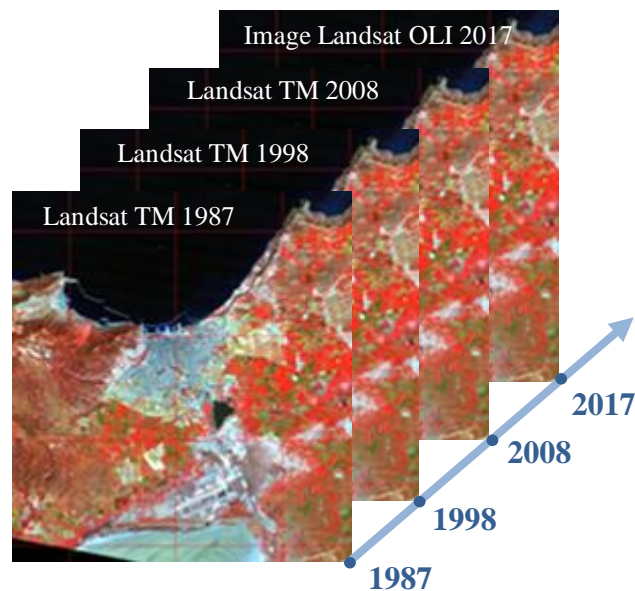 Image Landsat OLI 2017
Landsat TM 2008
Landsat TM 1998
Landsat TM 1987
2017
2008
1998
1987